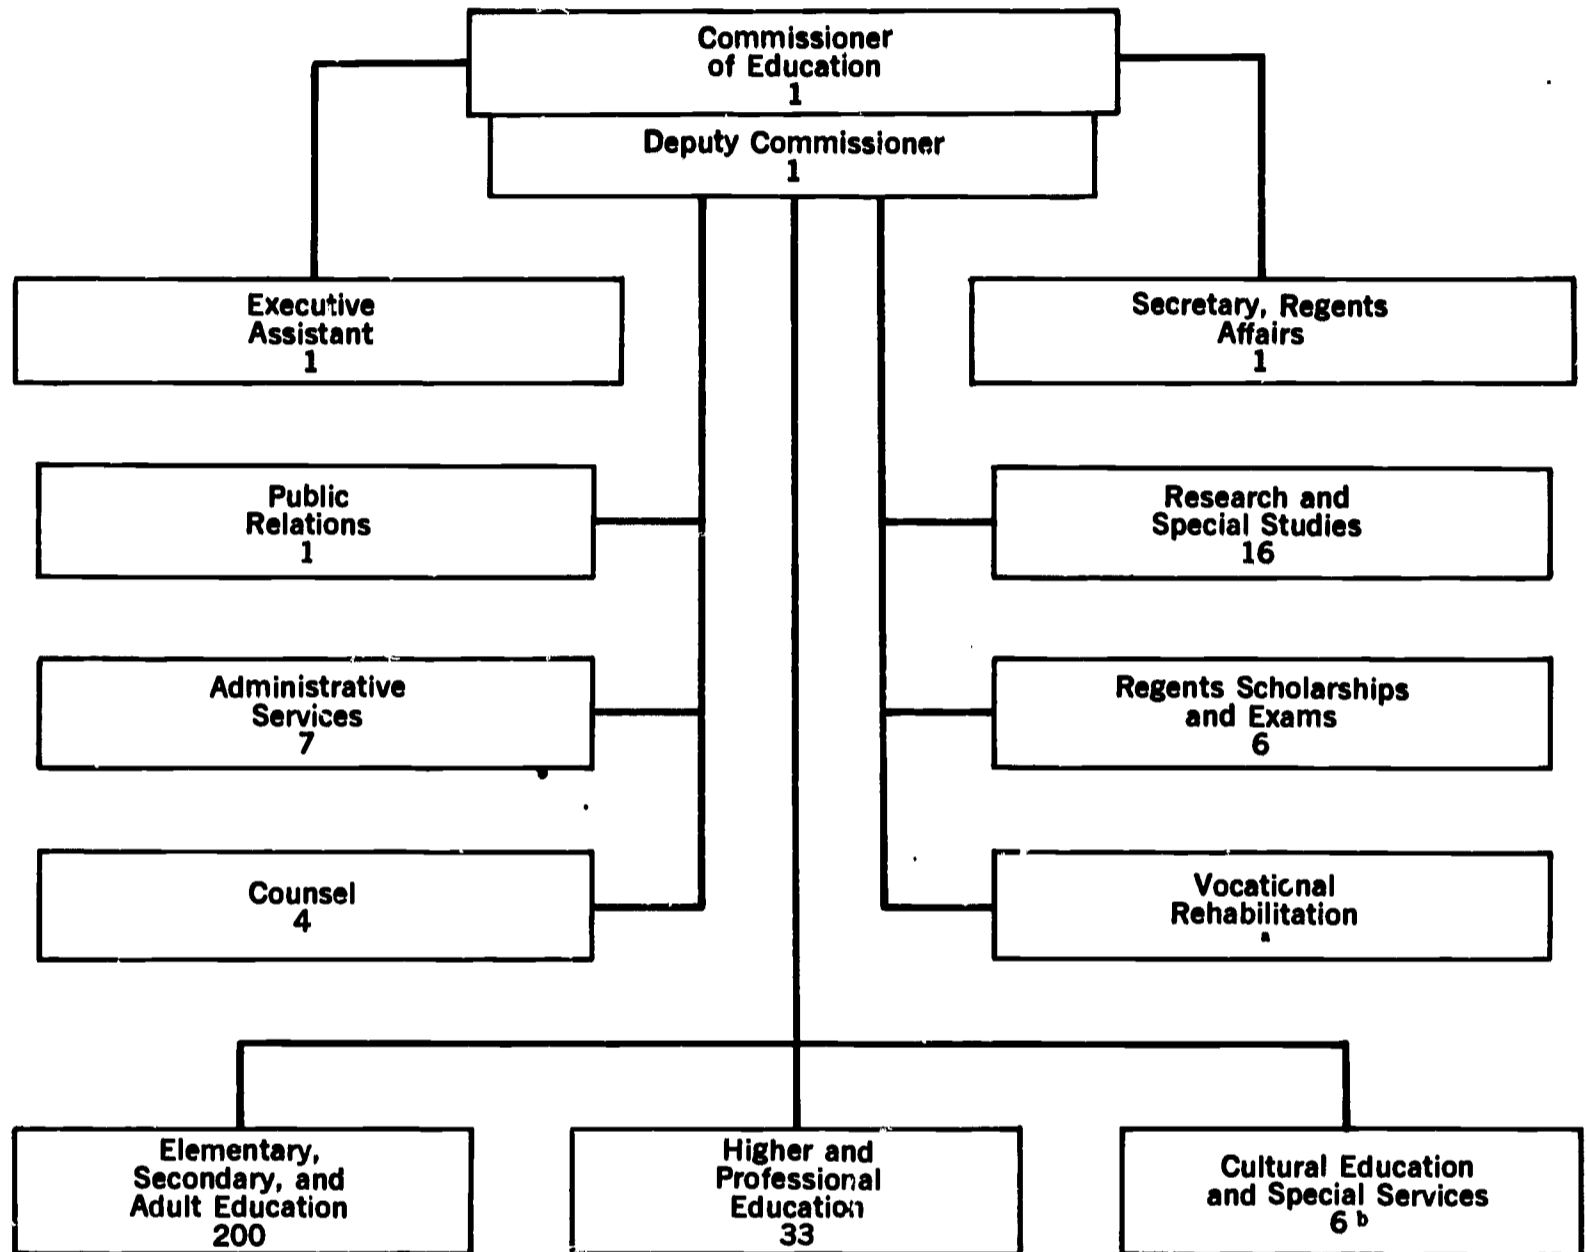 Commissioner
of Education
1
Deputy Commissioner
1
Executive
Assistant
1
Secretary, Regents
Affairs
1
Public
Relations
1
Research and
Special Studies
16
Administrative
Services
7
Regents Scholarships
and Exams
6
Counsel
4
Vocational
Rehabilitation
a
Elementary,
Secondary, and
Adult Education
200
Higher and
Professional
Education
33
Cultural Education
and Special Services
6 b